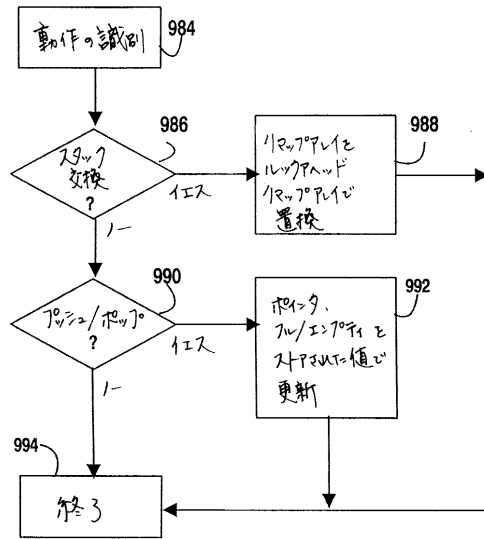 動作の識別
984
スタック
交換
?
986
イエス
ノー
リマップアレイを
ルックアヘッド
リマップアレイで
置換
988
プッシュ/ポップ
?
990
イエス
ノー
ポインタ、
フル/エンプティを
ストアされた値で
更新
992
994
終了